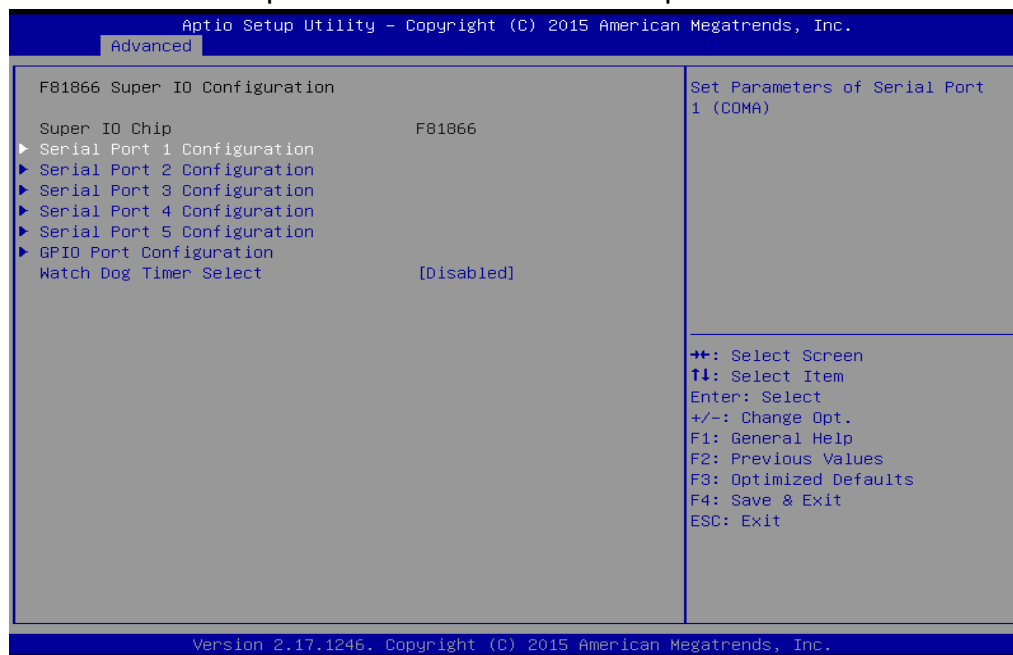 Aptio Setup Utility – Copyright (C) 2015 American Megatrends, Inc.
Advanced
F81866 Super IO Configuration
Super IO Chip F81866
▶ Serial Port 1 Configuration
▶ Serial Port 2 Configuration
▶ Serial Port 3 Configuration
▶ Serial Port 4 Configuration
▶ Serial Port 5 Configuration
▶ GPIO Port Configuration
Watch Dog Timer Select [Disabled]
Set Parameters of Serial Port
1 (COMA)
→←: Select Screen
↑↓: Select Item
Enter: Select
+/-: Change Opt.
F1: General Help
F2: Previous Values
F3: Optimized Defaults
F4: Save & Exit
ESC: Exit
Version 2.17.1246. Copyright (C) 2015 American Megatrends, Inc.